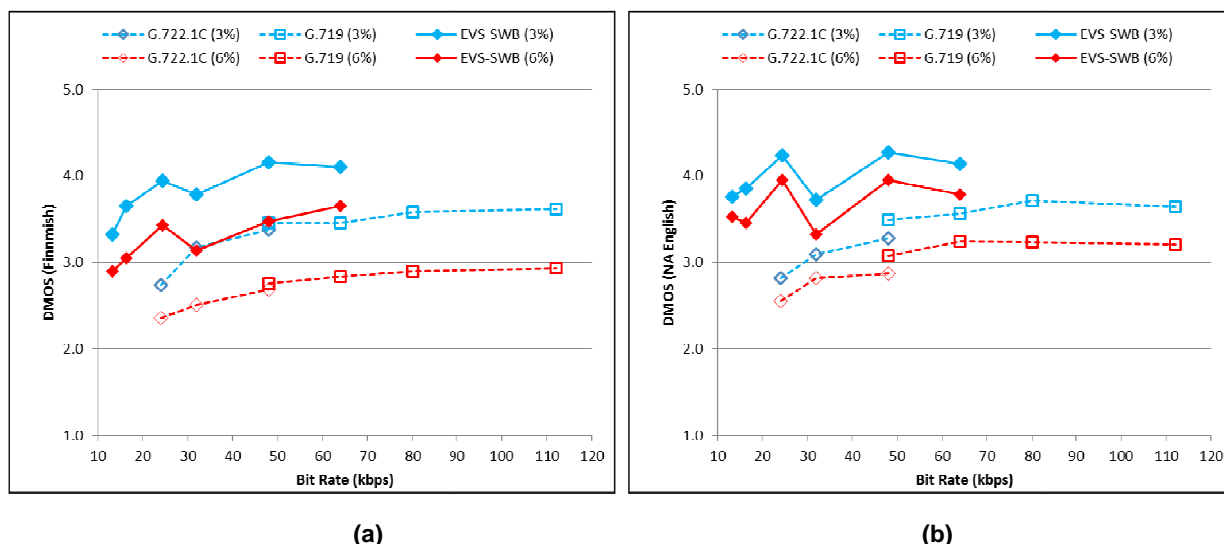 G.722.1C (3%) G.719 (3%) EVS SWB (3%)
G.722.1C (6%) G.719 (6%) EVS-SWB (6%)
5.0
4.0
3.0
2.0
1.0
DMOS (Finnmish)
10 20 30 40 50 60 70 80 90 100 110 120
Bit Rate (kbps)
(a)
G.722.1C (3%) G.719 (3%) EVS SWB (3%)
G.722.1C (6%) G.719 (6%) EVS-SWB (6%)
5.0
4.0
3.0
2.0
1.0
DMOS (NA English)
10 20 30 40 50 60 70 80 90 100 110 120
Bit Rate (kbps)
(b)